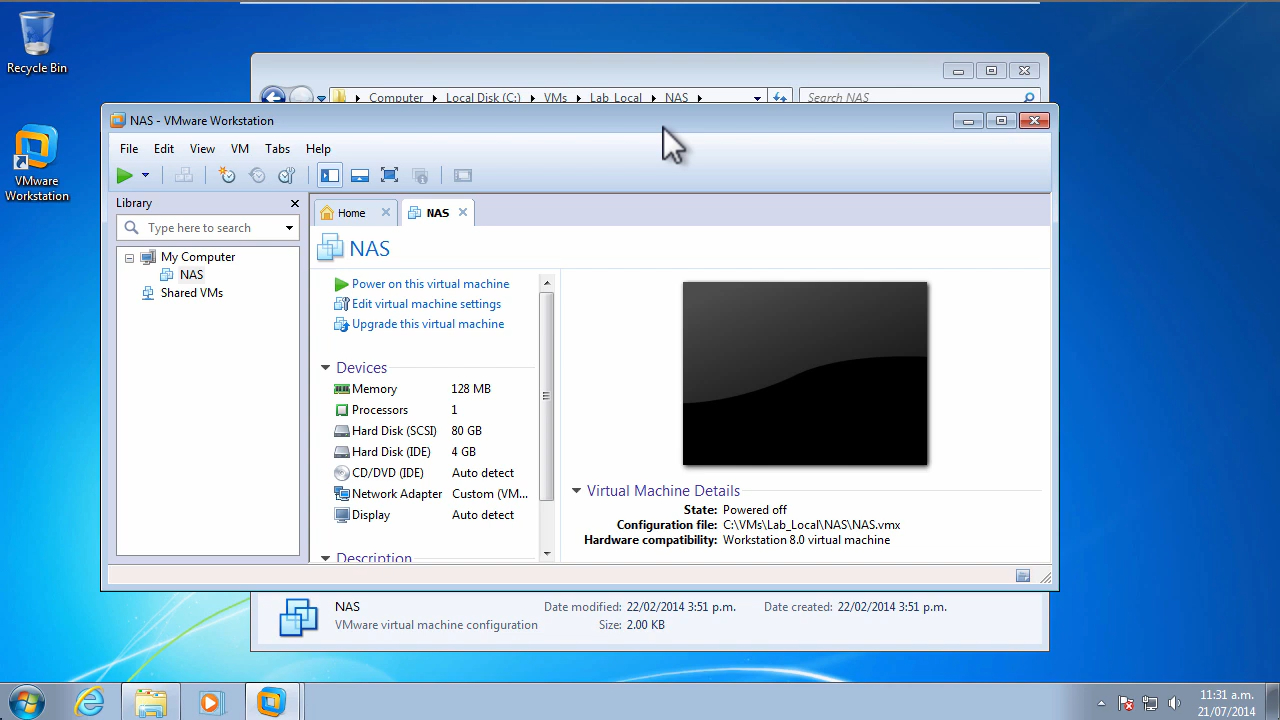 Recycle Bin
VMware
Workstation
Computer
Local Disk (C:)
VMs
Lab_Local
NAS
Search NAS
NAS - VMware Workstation
File Edit View VM Tabs Help
Library
Type here to search
My Computer
NAS
Shared VMs
Home
NAS
NAS
Power on this virtual machine
Edit virtual machine settings
Upgrade this virtual machine
Devices
Memory 128 MB
Processors 1
Hard Disk (SCSI) 80 GB
Hard Disk (IDE) 4 GB
CD/DVD (IDE) Auto detect
Network Adapter Custom (VM...
Display Auto detect
Description
Virtual Machine Details
State: Powered off
Configuration file: C:\VMs\Lab_Local\NAS\NAS.vmx
Hardware compatibility: Workstation 8.0 virtual machine
NAS Date modified: 22/02/2014 3:51 p.m. Date created: 22/02/2014 3:51 p.m.
VMware virtual machine configuration Size: 2.00 KB
11:31 a.m.
21/07/2014